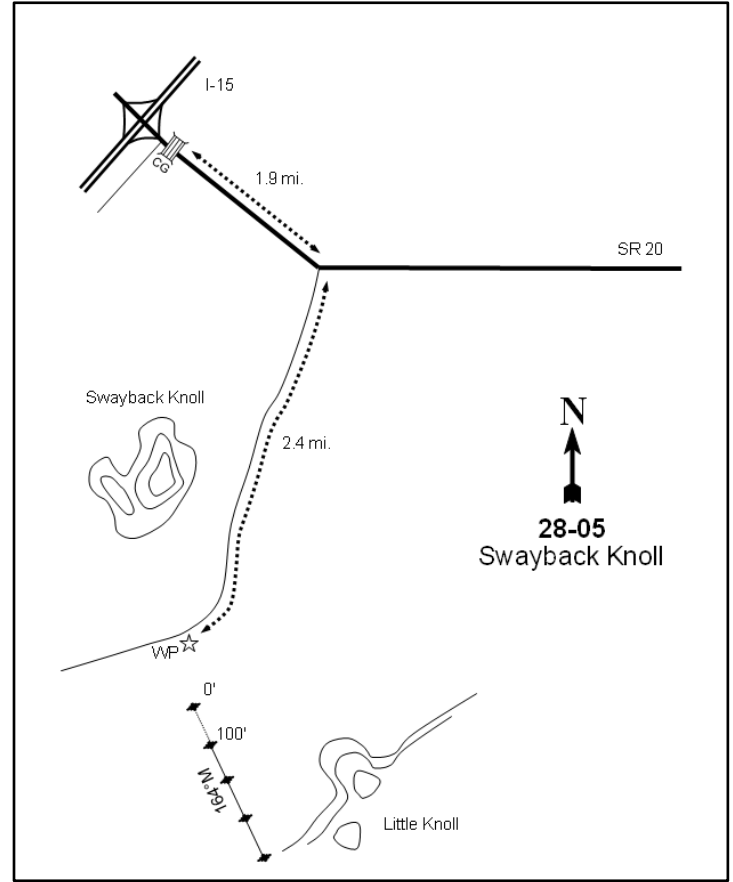 I-15
CG
1.9 mi.
SR 20
Swayback Knoll
2.4 mi.
N
28-05
Swayback Knoll
WP
0'
100'
164°M
Little Knoll